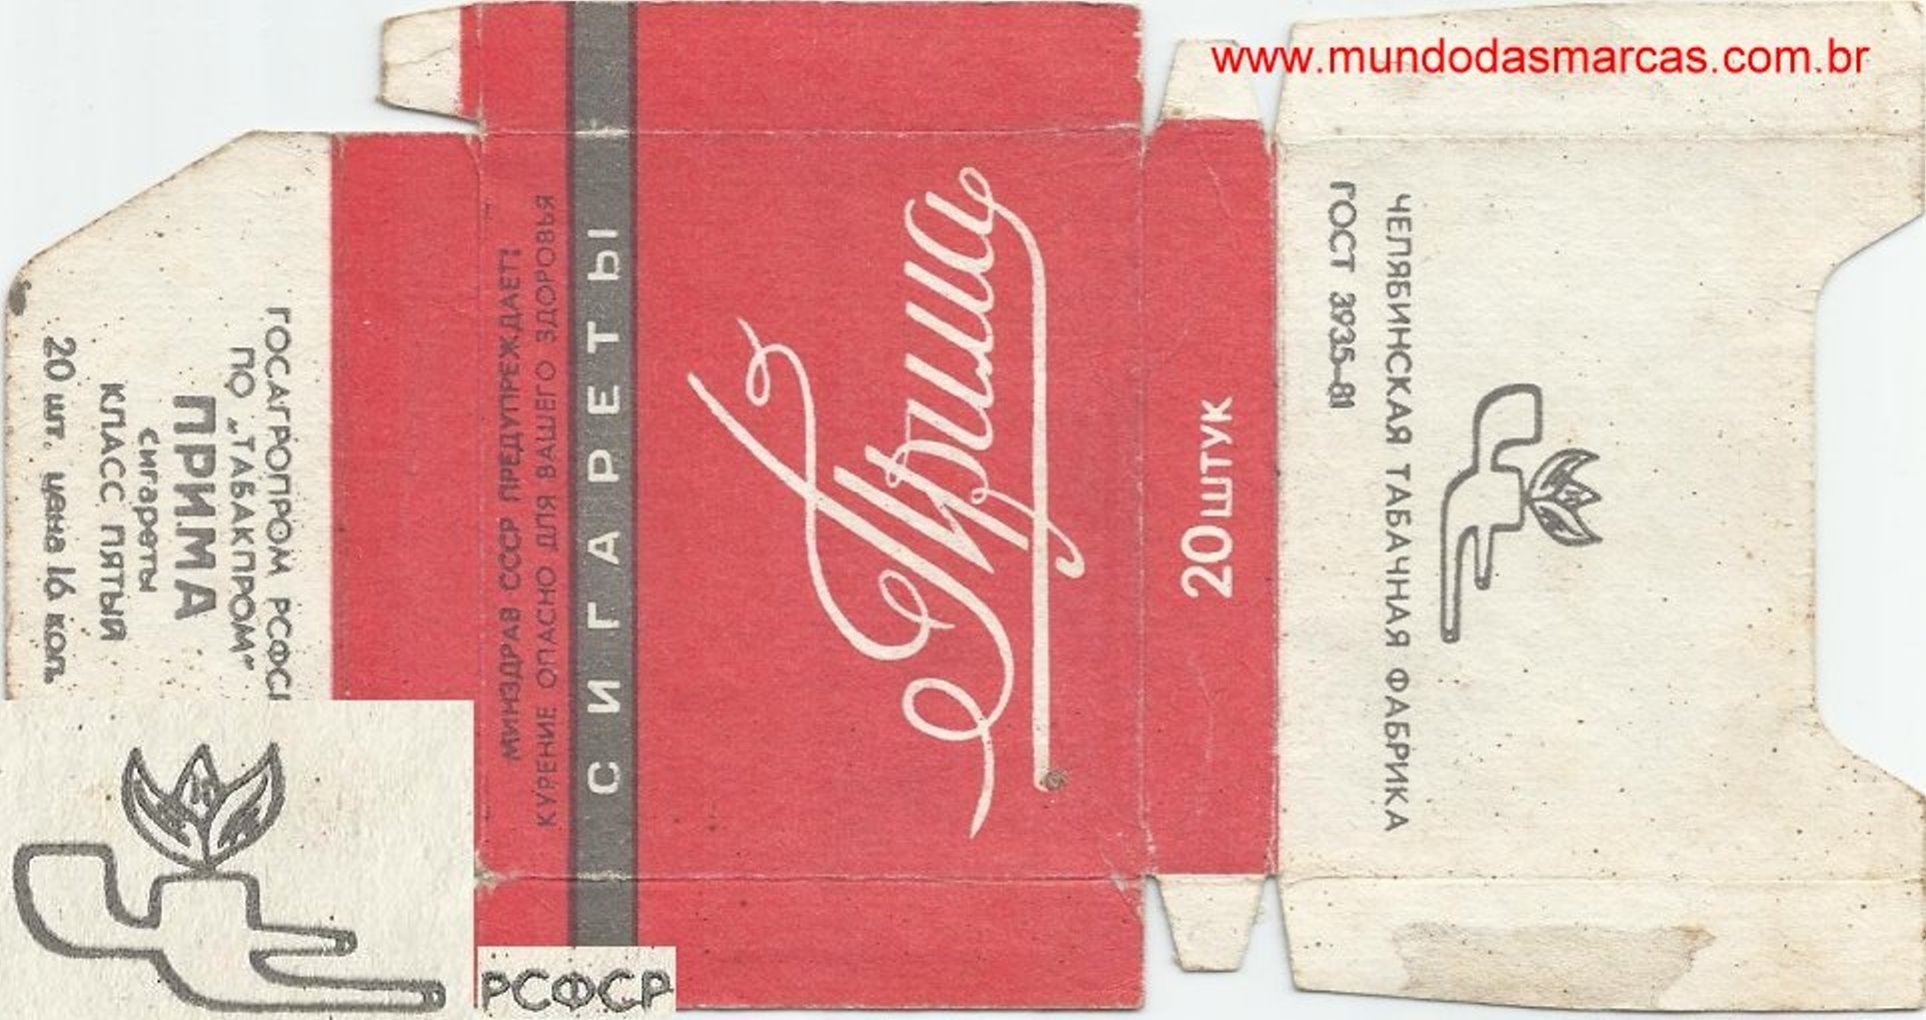 www.mundodasmarcas.com.br
ГОСАГРОПРОМ РСФСР
ПО „ТАБАКПРОМ"
ПРИМА
сигареты
КЛАСС ПЯТЫЙ
20 шт. цена 16 коп.
МИНЗДРАВ СССР ПРЕДУПРЕЖДАЕТ:
КУРЕНИЕ ОПАСНО ДЛЯ ВАШЕГО ЗДОРОВЬЯ
СИГАРЕТЫ
Прима
20 ШТУК
ЧЕЛЯБИНСКАЯ ТАБАЧНАЯ ФАБРИКА
ГОСТ 3935–81
РСФСР